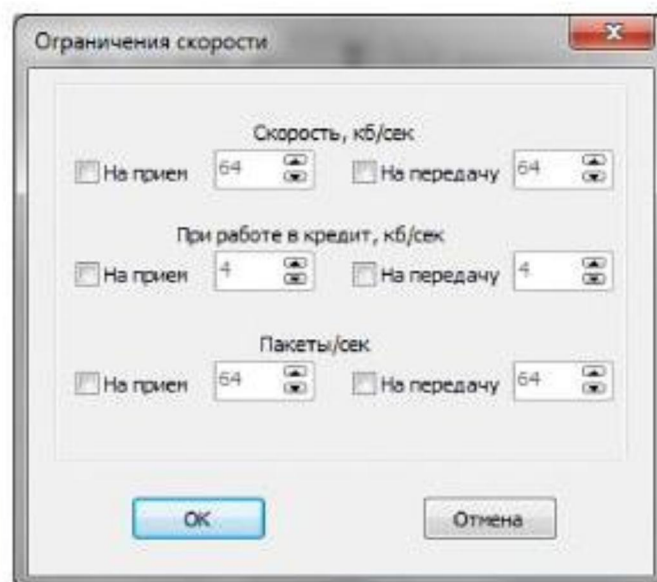 Ограничения скорости
Скорость, кб/сек
На прием 64 На передачу 64
При работе в кредит, кб/сек
На прием 4 На передачу 4
Пакеты/сек
На прием 64 На передачу 64
OK Отмена